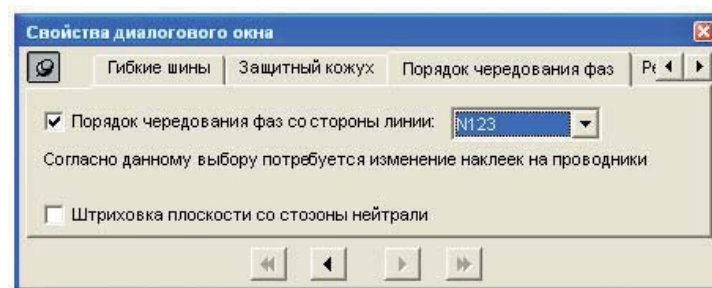 Свойства диалогового окна
Гибкие шины Защитный кожух Порядок чередования фаз Ре
Порядок чередования фаз со стороны линии: N123
Согласно данному выбору потребуется изменение наклеек на проводники
Штриховка плоскости со стозоны нейтрали